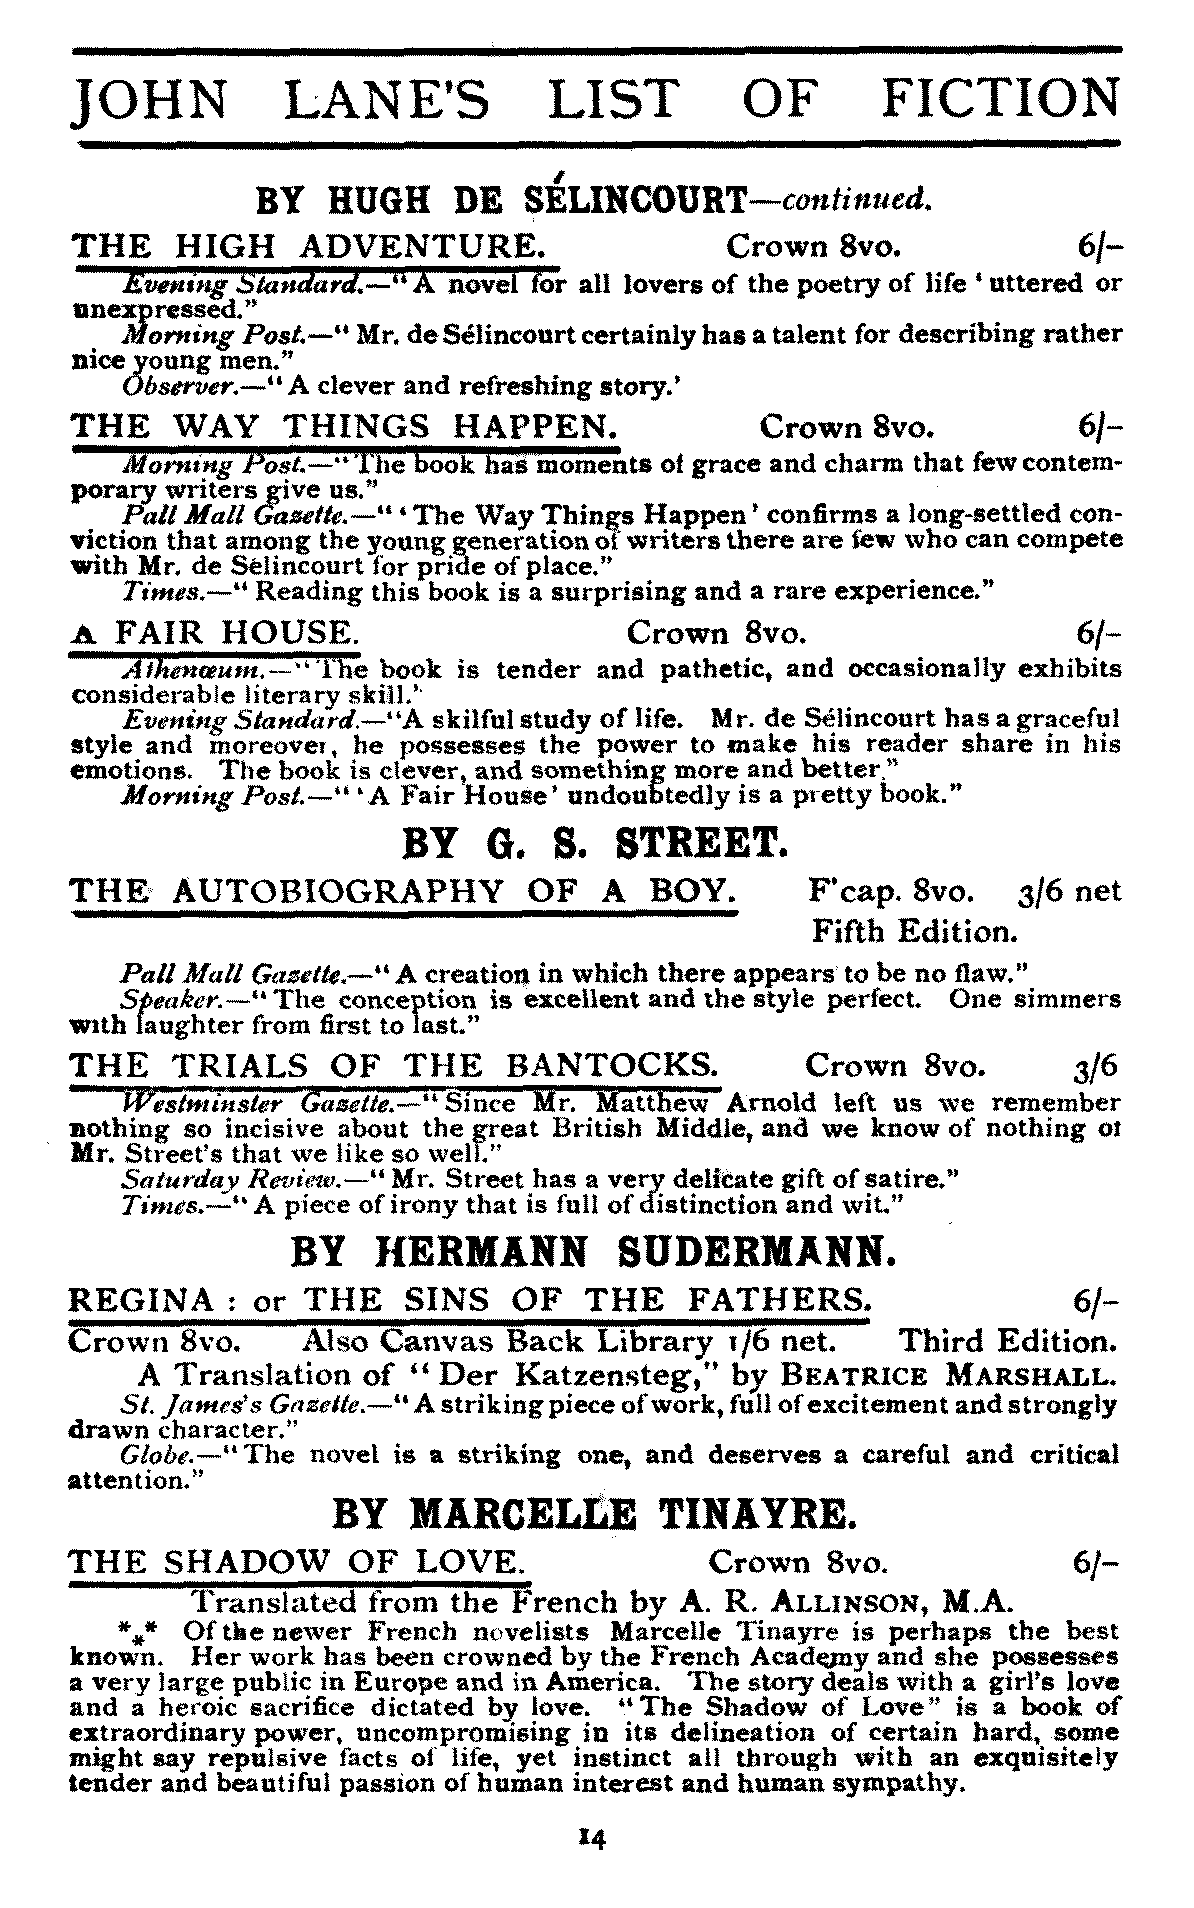 JOHN LANE'S LIST OF FICTION
BY HUGH DE SÉLINCOURT—continued.
THE HIGH ADVENTURE. Crown 8vo. 6/-
Evening Standard.—"A novel for all lovers of the poetry of life 'uttered or
unexpressed."
Morning Post.—"Mr. de Sélincourt certainly has a talent for describing rather
nice young men."
Observer.—"A clever and refreshing story.'
THE WAY THINGS HAPPEN. Crown 8vo. 6/-
Morning Post.—"The book has moments of grace and charm that few contem-
porary writers give us."
Pall Mall Gazette.—"'The Way Things Happen' confirms a long-settled con-
viction that among the young generation of writers there are few who can compete
with Mr. de Sélincourt for pride of place."
Times.—"Reading this book is a surprising and a rare experience."
A FAIR HOUSE. Crown 8vo. 6/-
Athenœum.—"The book is tender and pathetic, and occasionally exhibits
considerable literary skill."
Evening Standard.—"A skilful study of life. Mr. de Sélincourt has a graceful
style and moreover, he possesses the power to make his reader share in his
emotions. The book is clever, and something more and better."
Morning Post.—"'A Fair House' undoubtedly is a pretty book."
BY G. S. STREET.
THE AUTOBIOGRAPHY OF A BOY. F'cap. 8vo. 3/6 net
Fifth Edition.
Pall Mall Gazette.—"A creation in which there appears to be no flaw."
Speaker.—"The conception is excellent and the style perfect. One simmers
with laughter from first to last."
THE TRIALS OF THE BANTOCKS. Crown 8vo. 3/6
Westminster Gazette.—"Since Mr. Matthew Arnold left us we remember
nothing so incisive about the great British Middle, and we know of nothing of
Mr. Street's that we like so well."
Saturday Review.—"Mr. Street has a very delicate gift of satire."
Times.—"A piece of irony that is full of distinction and wit."
BY HERMANN SUDERMANN.
REGINA : or THE SINS OF THE FATHERS. 6/-
Crown 8vo. Also Canvas Back Library 1/6 net. Third Edition.
A Translation of "Der Katzensteg," by BEATRICE MARSHALL.
St. James's Gazette.—"A striking piece of work, full of excitement and strongly
drawn character."
Globe.—"The novel is a striking one, and deserves a careful and critical
attention."
BY MARCELLE TINAYRE.
THE SHADOW OF LOVE. Crown 8vo. 6/-
Translated from the French by A. R. ALLINSON, M.A.
*** Of the newer French novelists Marcelle Tinayre is perhaps the best
known. Her work has been crowned by the French Academy and she possesses
a very large public in Europe and in America. The story deals with a girl's love
and a heroic sacrifice dictated by love. "The Shadow of Love" is a book of
extraordinary power, uncompromising in its delineation of certain hard, some
might say repulsive facts of life, yet instinct all through with an exquisitely
tender and beautiful passion of human interest and human sympathy.
14